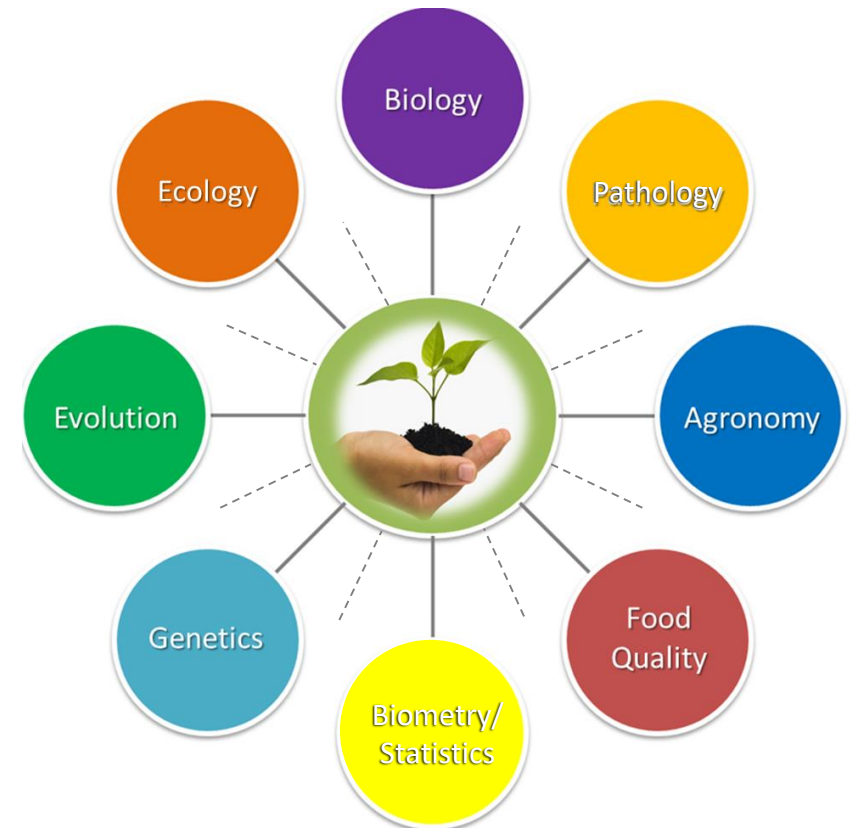 Biology
Ecology
Pathology
Evolution
Agronomy
Genetics
Food
Quality
Biometry/
Statistics